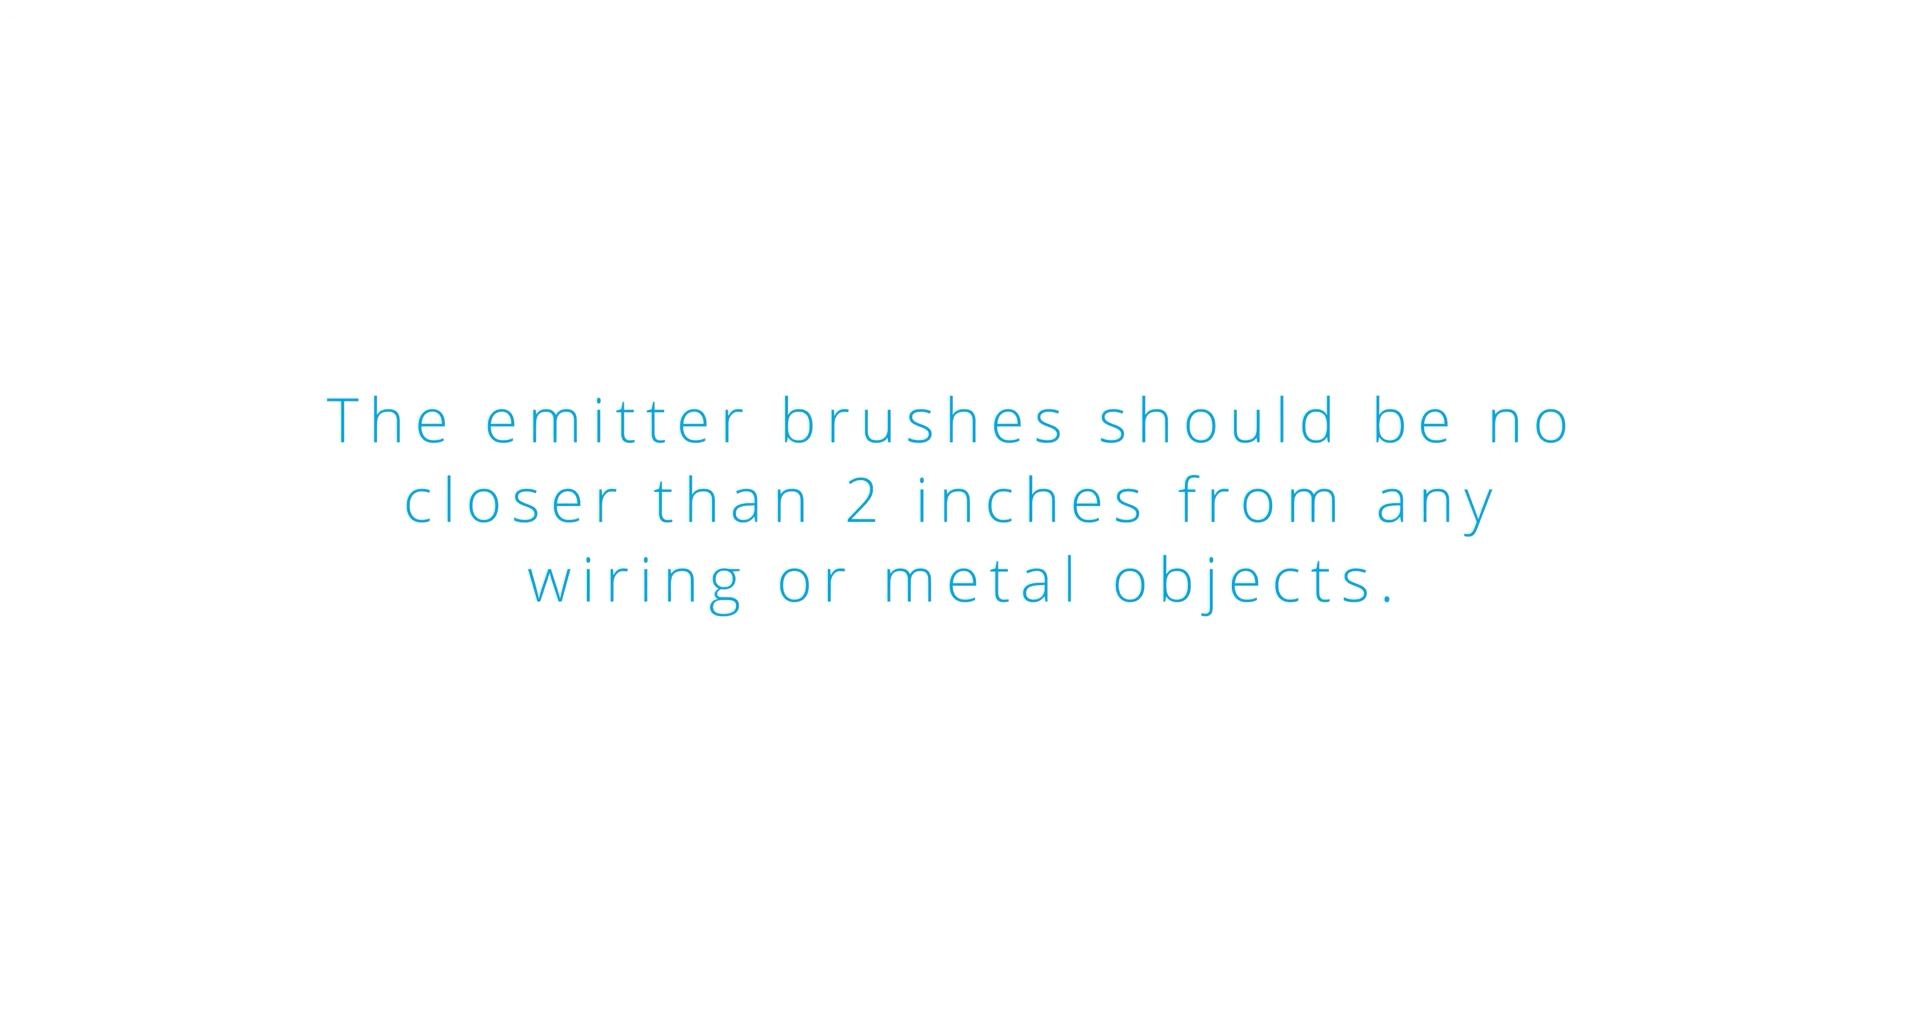 The emitter brushes should be no
closer than 2 inches from any
wiring or metal objects.